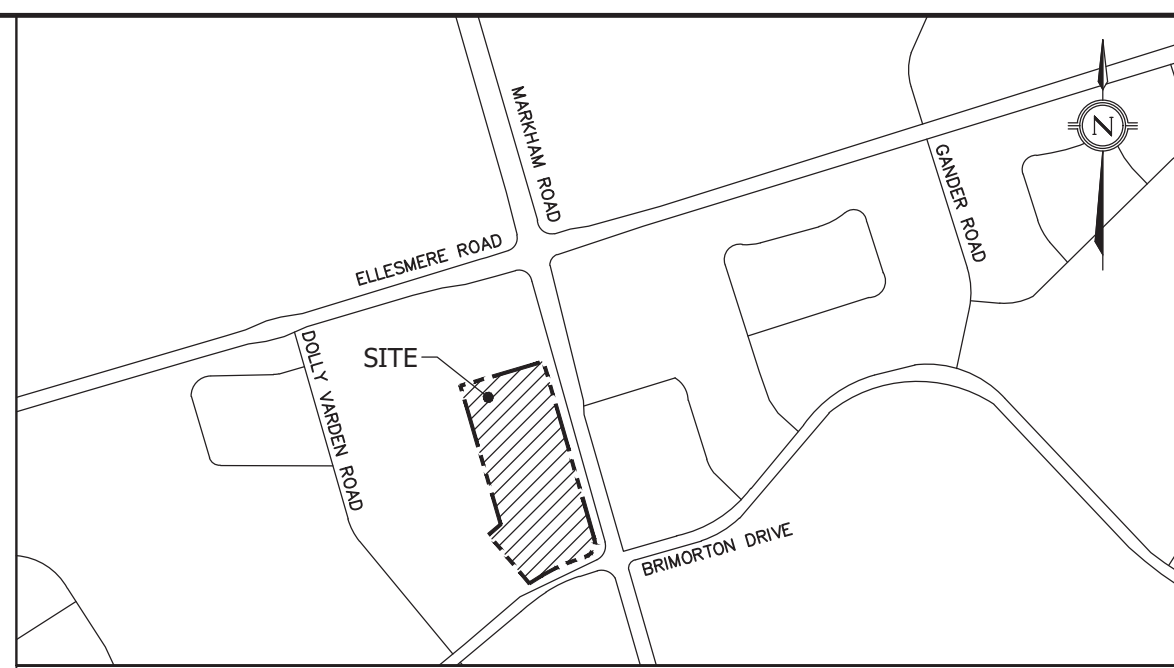 MARKHAM ROAD
N
GANDER ROAD
ELLESMERE ROAD
DOLLY VARDEN ROAD
SITE
BRIMORTON DRIVE